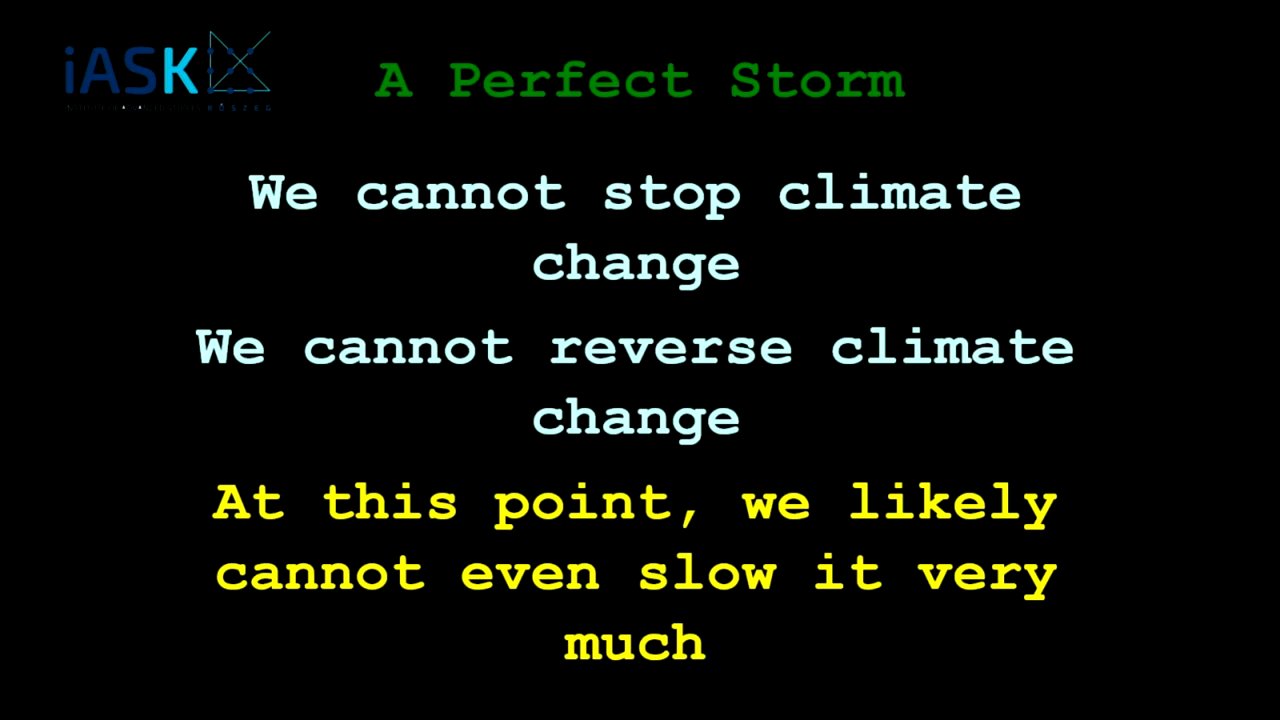 iASK
A Perfect Storm
KŐSZEG
We cannot stop climate
change
We cannot reverse climate
change
At this point, we likely
cannot even slow it very
much